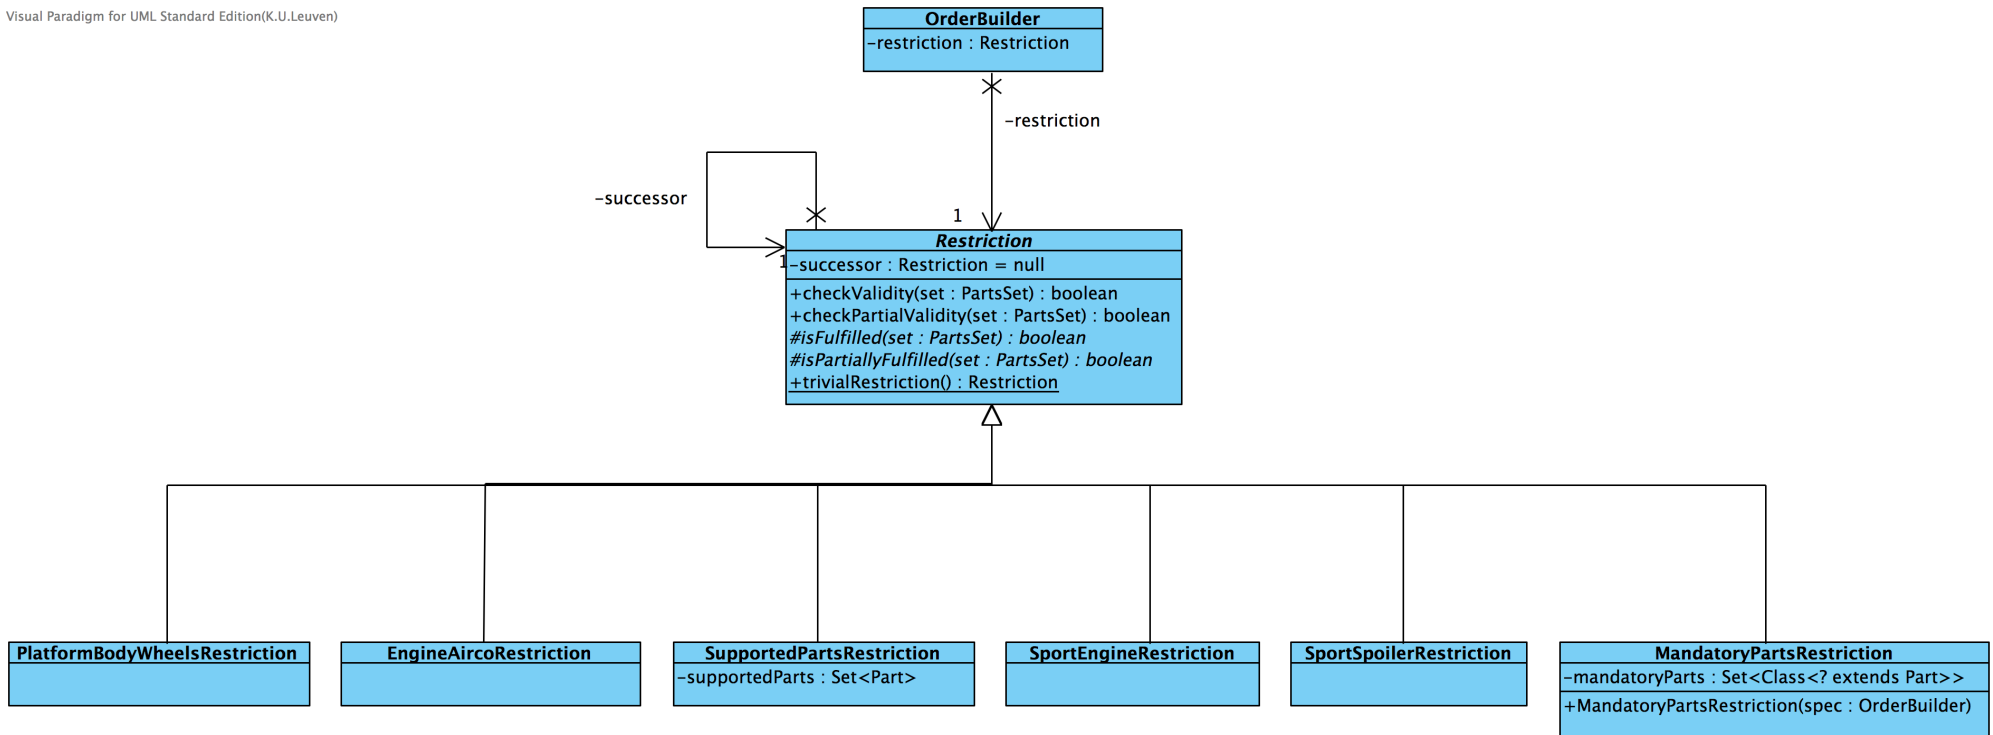 Visual Paradigm for UML Standard Edition(K.U.Leuven)
OrderBuilder
-restriction : Restriction
-restriction
-successor
1
1
Restriction
-successor : Restriction = null
+checkValidity(set : PartsSet) : boolean
+checkPartialValidity(set : PartsSet) : boolean
#isFulfilled(set : PartsSet) : boolean
#isPartiallyFulfilled(set : PartsSet) : boolean
+trivialRestriction() : Restriction
PlatformBodyWheelsRestriction
EngineAircoRestriction
SupportedPartsRestriction
-supportedParts : Set<Part>
SportEngineRestriction
SportSpoilerRestriction
MandatoryPartsRestriction
-mandatoryParts : Set<Class<? extends Part>>
+MandatoryPartsRestriction(spec : OrderBuilder)